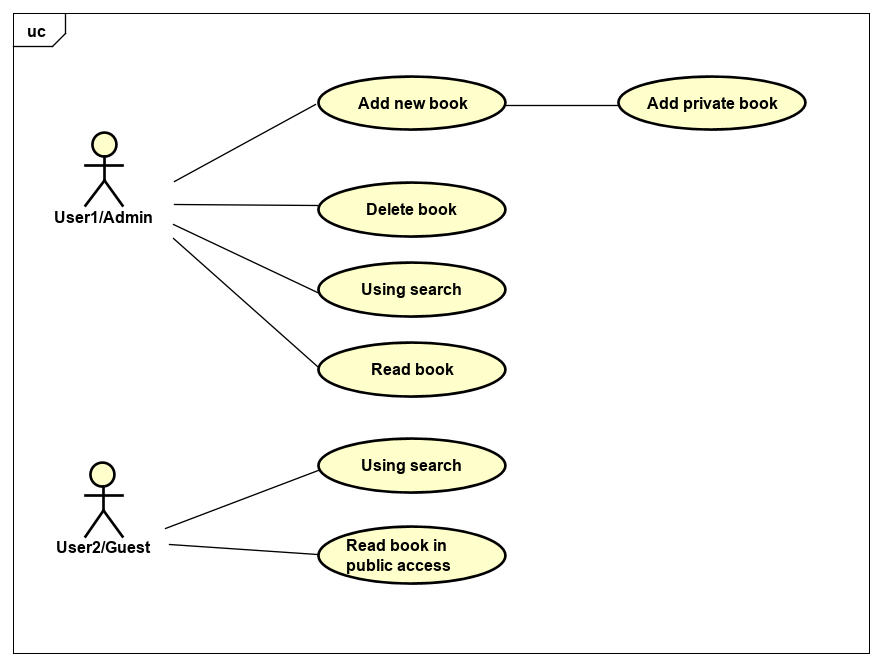 uc
Add new book
Add private book
User1/Admin
Delete book
Using search
Read book
Using search
User2/Guest
Read book in
public access